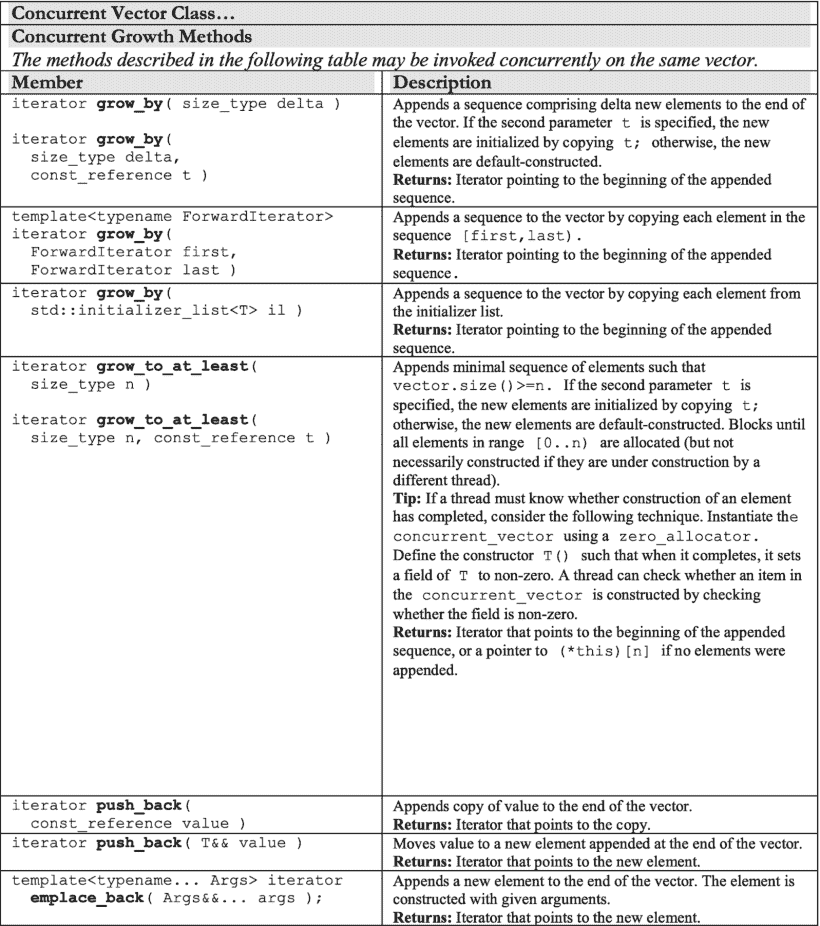 Concurrent Vector Class…
Concurrent Growth Methods
The methods described in the following table may be invoked concurrently on the same vector.
Member
Description
iterator grow_by( size_type delta )
iterator grow_by(
size_type delta,
const_reference t )
Appends a sequence comprising delta new elements to the end of
the vector. If the second parameter t is specified, the new
elements are initialized by copying t; otherwise, the new
elements are default-constructed.
Returns: Iterator pointing to the beginning of the appended
sequence.
template<typename ForwardIterator>
iterator grow_by(
ForwardIterator first,
ForwardIterator last )
Appends a sequence to the vector by copying each element in the
sequence [first,last).
Returns: Iterator pointing to the beginning of the appended
sequence.
iterator grow_by(
std::initializer_list<T> il )
Appends a sequence to the vector by copying each element from
the initializer list.
Returns: Iterator pointing to the beginning of the appended
sequence.
iterator grow_to_at_least(
size_type n )
iterator grow_to_at_least(
size_type n, const_reference t )
Appends minimal sequence of elements such that
vector.size()>=n. If the second parameter t is
specified, the new elements are initialized by copying t;
otherwise, the new elements are default-constructed. Blocks until
all elements in range [0..n) are allocated (but not
necessarily constructed if they are under construction by a
different thread).
Tip: If a thread must know whether construction of an element
has completed, consider the following technique. Instantiate the
concurrent_vector using a zero_allocator.
Define the constructor T() such that when it completes, it sets
a field of T to non-zero. A thread can check whether an item in
the concurrent_vector is constructed by checking
whether the field is non-zero.
Returns: Iterator that points to the beginning of the appended
sequence, or a pointer to (*this)[n] if no elements were
appended.
iterator push_back(
const_reference value )
Appends copy of value to the end of the vector.
Returns: Iterator that points to the copy.
iterator push_back( T&& value )
Moves value to a new element appended at the end of the vector.
Returns: Iterator that points to the new element.
template<typename... Args> iterator
emplace_back( Args&&... args );
Appends a new element to the end of the vector. The element is
constructed with given arguments.
Returns: Iterator that points to the new element.